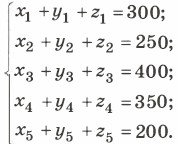 x₁ + y₁ + z₁ = 300;
x₂ + y₂ + z₂ = 250;
x₃ + y₃ + z₃ = 400;
x₄ + y₄ + z₄ = 350;
x₅ + y₅ + z₅ = 200.